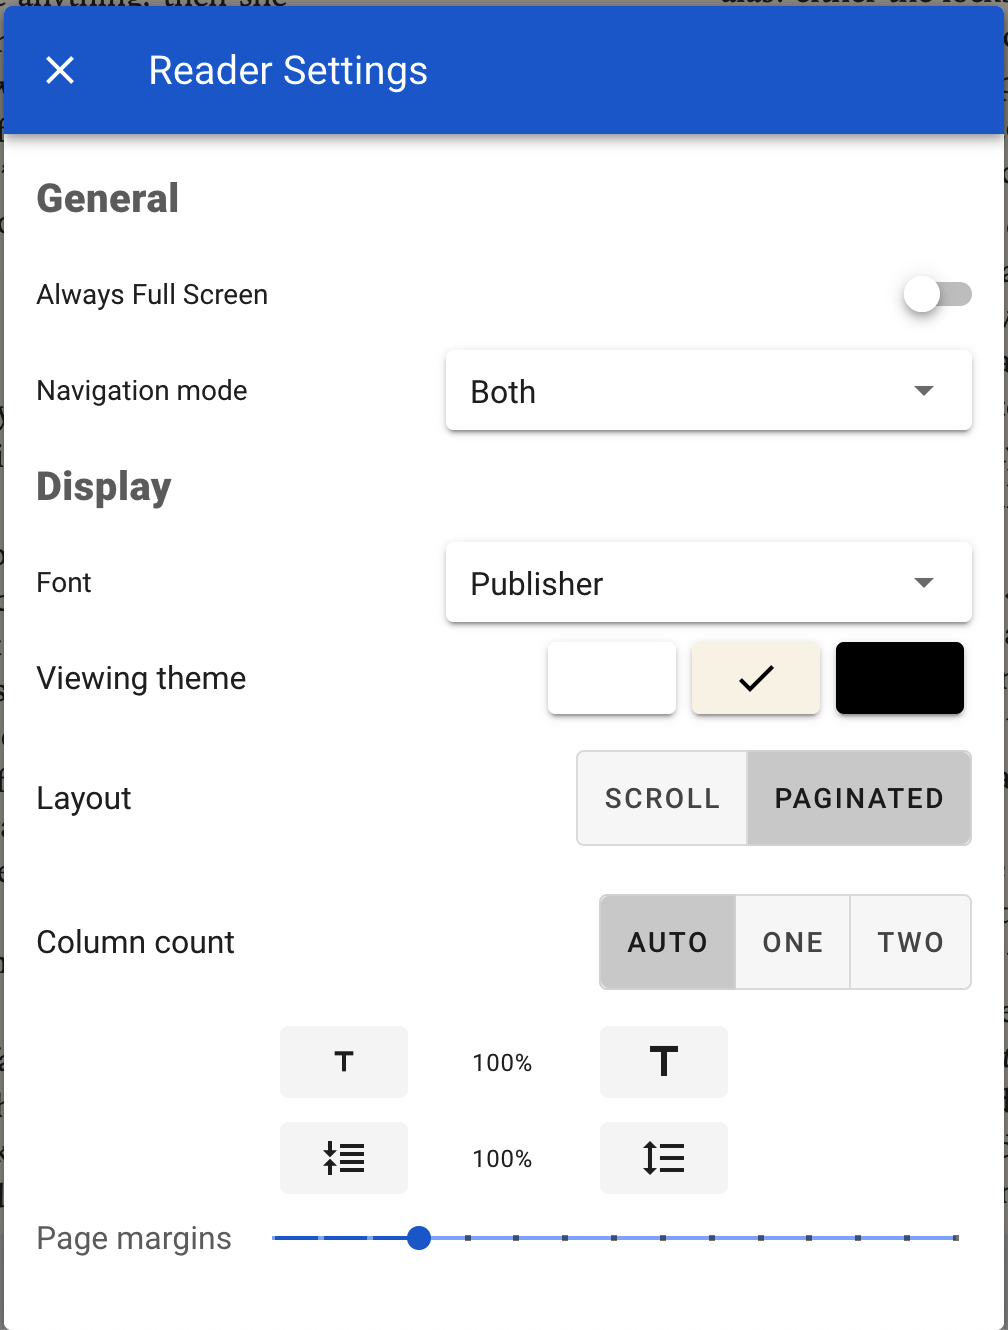 Reader Settings
General
Always Full Screen
Navigation mode
Both
Display
Font
Publisher
Viewing theme
Layout
SCROLL
PAGINATED
Column count
AUTO
ONE
TWO
T
100%
T
100%
Page margins